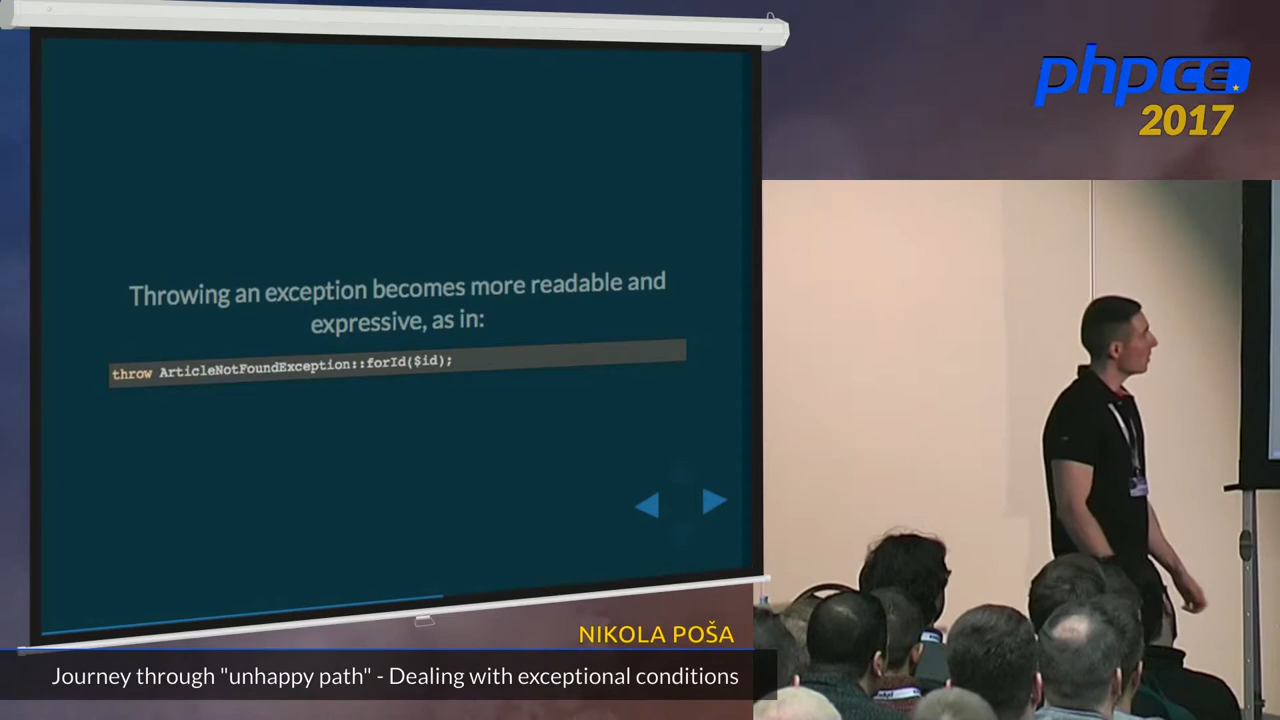 phpCE
2017
Throwing an exception becomes more readable and
expressive, as in:
throw ArticleNotFoundException::forId($id);
NIKOLA POŠA
Journey through "unhappy path" - Dealing with exceptional conditions